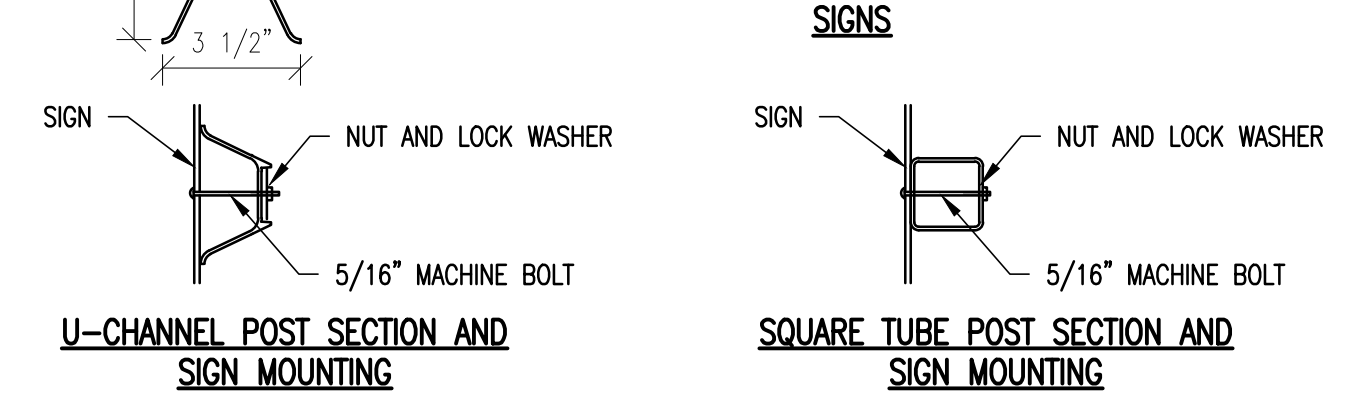 SIGNS
3 1/2”
SIGN
NUT AND LOCK WASHER
5/16” MACHINE BOLT
U-CHANNEL POST SECTION AND
SIGN MOUNTING
SIGN
NUT AND LOCK WASHER
5/16” MACHINE BOLT
SQUARE TUBE POST SECTION AND
SIGN MOUNTING